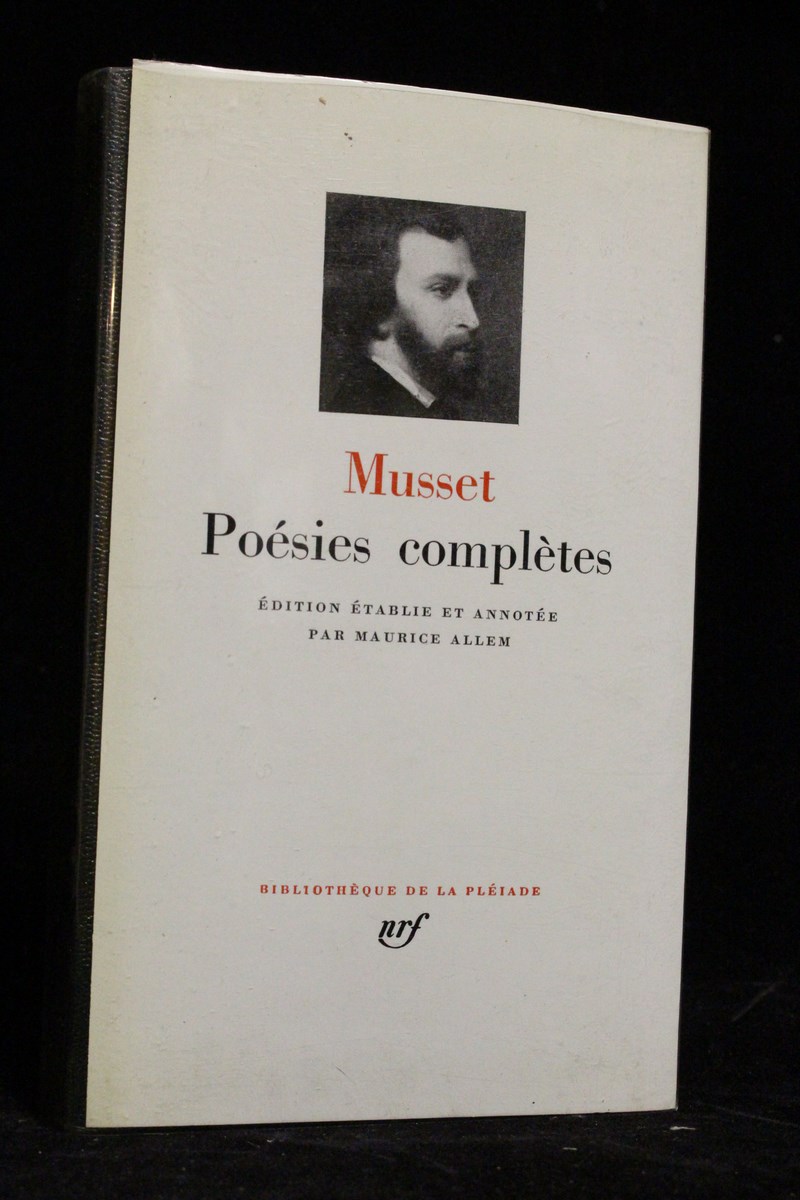 Musset
Poésies complètes
ÉDITION ÉTABLIE ET ANNOTÉE
PAR MAURICE ALLEM
BIBLIOTHÈQUE DE LA PLÉIADE
nrf